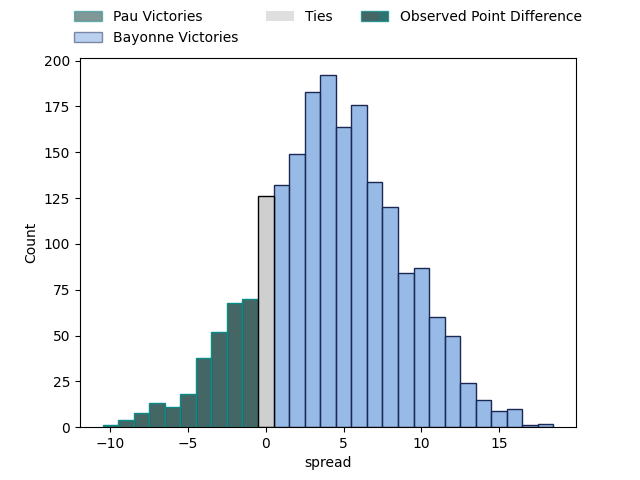 Pau Victories
Bayonne Victories
Ties
Observed Point Difference
200
175
150
125
100
75
50
25
0
Count
−10 −5 0 5 10 15
spread